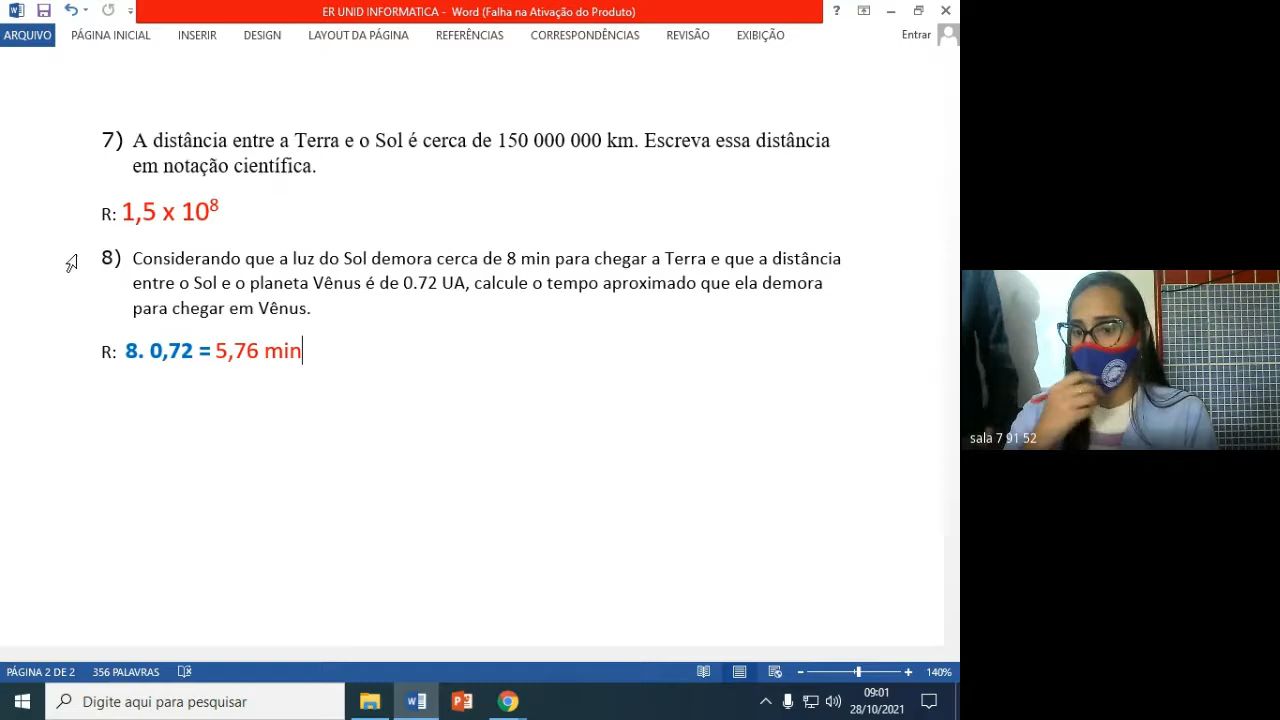 ER UNID INFORMATICA - Word (Falha na Ativação do Produto)
?
ARQUIVO PÁGINA INICIAL INSERIR DESIGN LAYOUT DA PÁGINA REFERÊNCIAS CORRESPONDÊNCIAS REVISÃO EXIBIÇÃO Entrar
7) A distância entre a Terra e o Sol é cerca de 150 000 000 km. Escreva essa distância
em notação científica.
R: 1,5 x 10⁸
8) Considerando que a luz do Sol demora cerca de 8 min para chegar a Terra e que a distância
entre o Sol e o planeta Vênus é de 0.72 UA, calcule o tempo aproximado que ela demora
para chegar em Vênus.
R: 8. 0,72 = 5,76 min
sala 7 91 52
PÁGINA 2 DE 2 356 PALAVRAS 140%
Digite aqui para pesquisar
09:01
28/10/2021